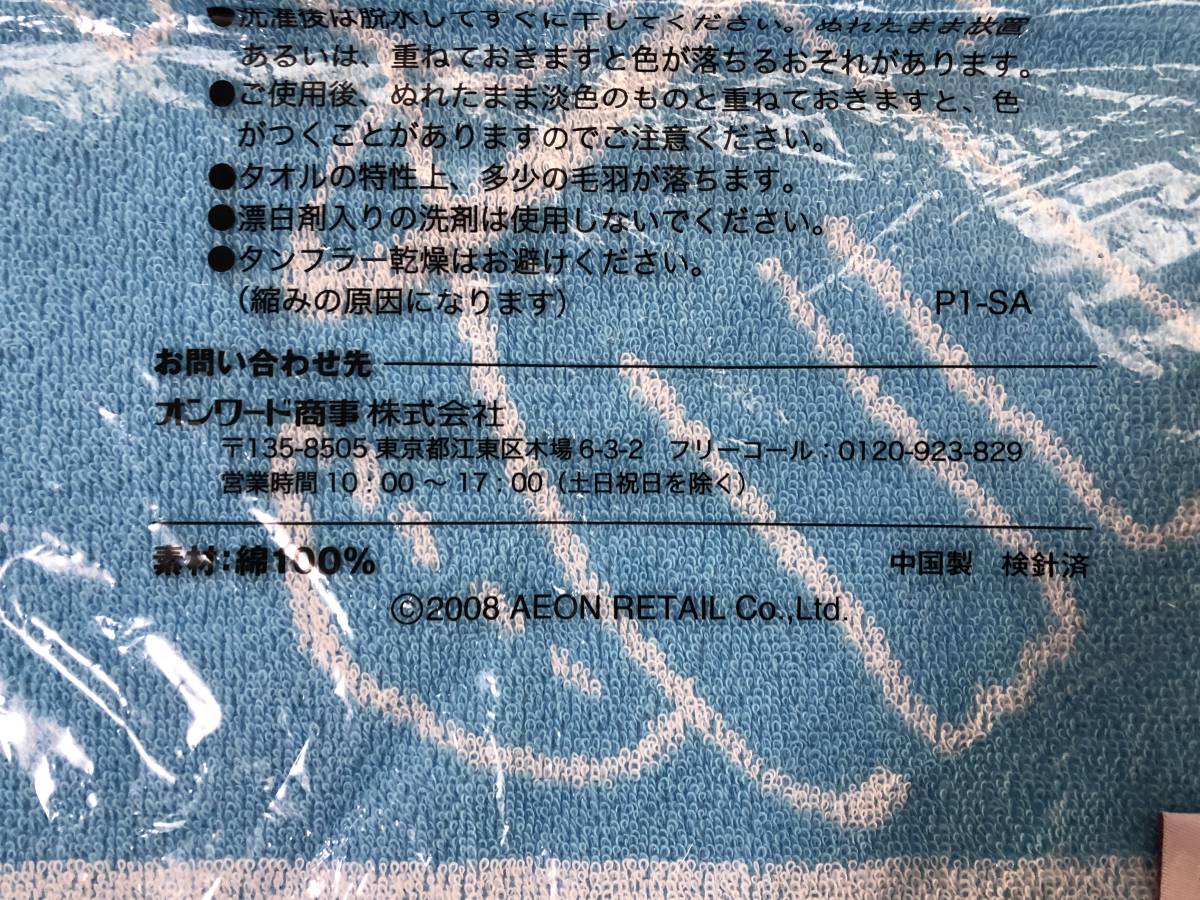 ●洗濯後は脱水してすぐに干してください。ぬれたまま放置
あるいは、重ねておきますと色が落ちるおそれがあります。
●ご使用後、ぬれたまま淡色のものと重ねておきますと、色
がつくことがありますのでご注意ください。
●タオルの特性上、多少の毛羽が落ちます。
●漂白剤入りの洗剤は使用しないでください。
●タンブラー乾燥はお避けください。
（縮みの原因になります） P1-SA
お問い合わせ先
オンワード商事株式会社
〒135-8505 東京都江東区木場6-3-2 フリーコール：0120-923-829
営業時間 10：00 〜 17：00（土日祝日を除く）
素材：綿100% 中国製 検針済
©2008 AEON RETAIL Co.,Ltd.